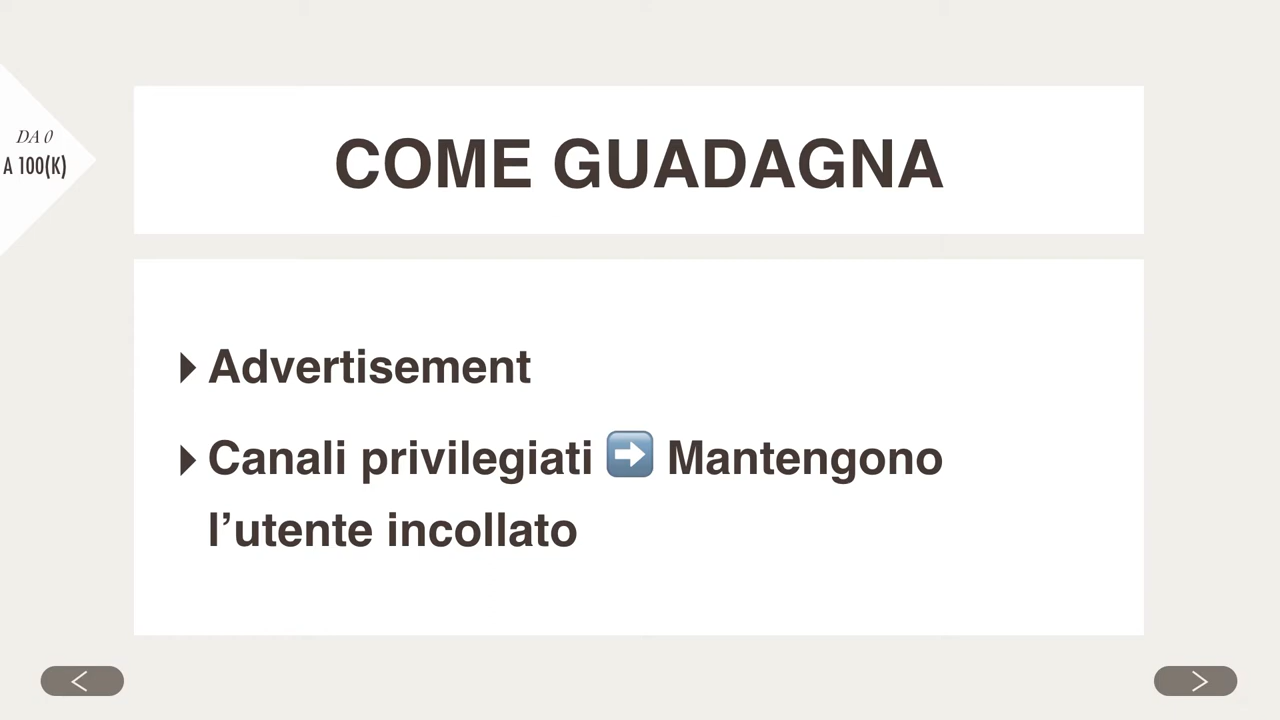 DA 0
A 100(K)
COME GUADAGNA
Advertisement
Canali privilegiati ➡️ Mantengono
l’utente incollato